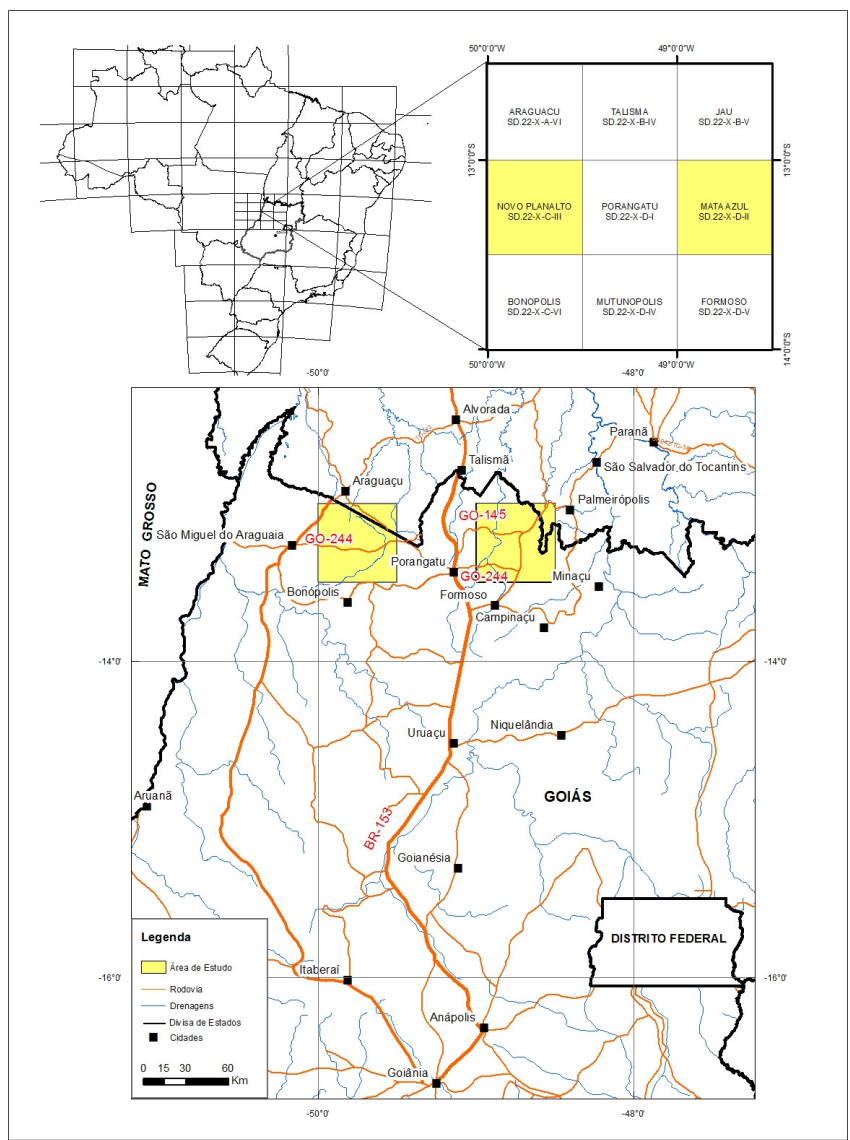 50°0'0"W
49°0'0"W
ARAGUACU
SD.22-X-A-VI
TALISMA
SD.22-X-B-IV
JAU
SD.22-X-B-V
13°0'0"S
13°0'0"S
NOVO PLANALTO
SD.22-X-C-III
PORANGATU
SD.22-X-D-I
MATA AZUL
SD.22-X-D-II
BONOPOLIS
SD.22-X-C-VI
MUTUNOPOLIS
SD.22-X-D-IV
FORMOSO
SD.22-X-D-V
14°0'0"S
50°0'0"W
49°0'0"W
-50°0'
-48°0'
Alvorada
Paranã
Talismã
São Salvador do Tocantins
Araguaçu
Palmeirópolis
GO-145
MATO GROSSO
São Miguel do Araguaia
GO-244
Porangatu
GO-244
Minaçu
Bonópolis
Formoso
Campinaçu
-14°0'
-14°0'
Uruaçu
Niquelândia
Aruanã
GOIÁS
BR-153
Goianésia
DISTRITO FEDERAL
Legenda
Área de Estudo
Rodovia
Drenagens
Divisa de Estados
Cidades
0 15 30 60
Km
Itaberaí
-16°0'
-16°0'
Anápolis
Goiânia
-50°0'
-48°0'